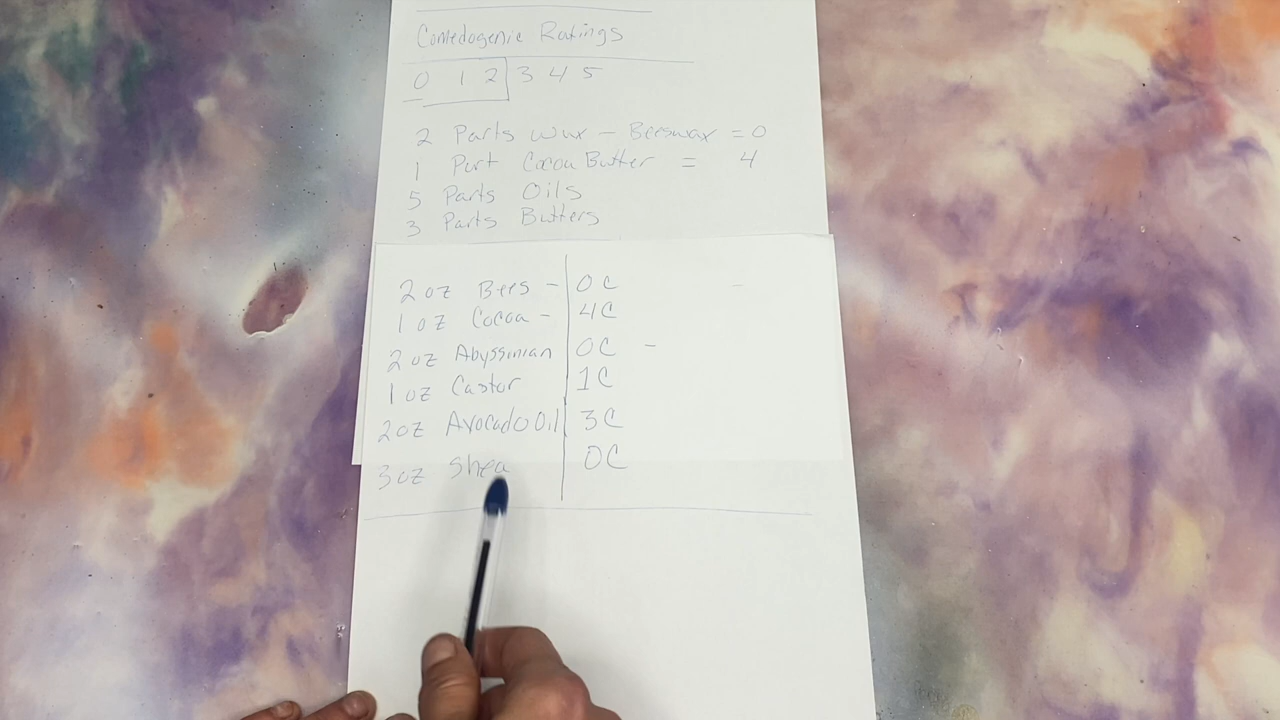 Comedogenic Ratings
0 1 2 3 4 5
2 Parts Wax - Beeswax = 0
1 Part Cocoa Butter = 4
5 Parts Oils
3 Parts Butters
2 oz Bees - 0C
1 oz Cocoa - 4C
2 oz Abyssinian 0C -
1 oz Castor 1C
2 oz Avocado Oil 3C
3 oz Shea 0C